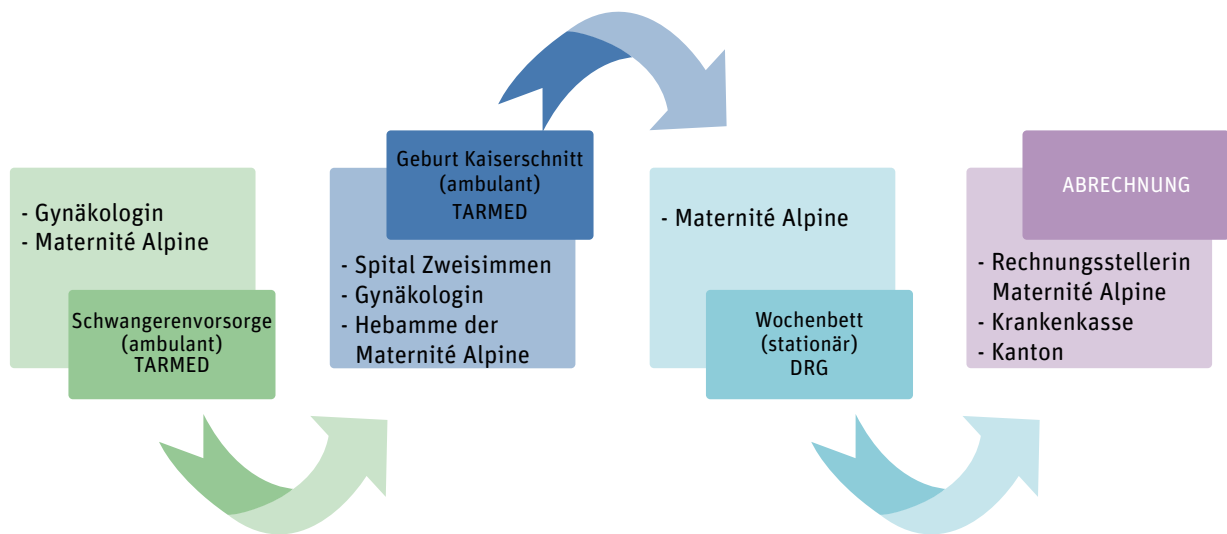 - Gynäkologin
- Maternité Alpine
Schwangerenvorsorge
(ambulant)
TARMED
Geburt Kaiserschnitt
(ambulant)
TARMED
- Spital Zweisimmen
- Gynäkologin
- Hebamme der
Maternité Alpine
- Maternité Alpine
Wochenbett
(stationär)
DRG
ABRECHNUNG
- Rechnungsstellerin
Maternité Alpine
- Krankenkasse
- Kanton